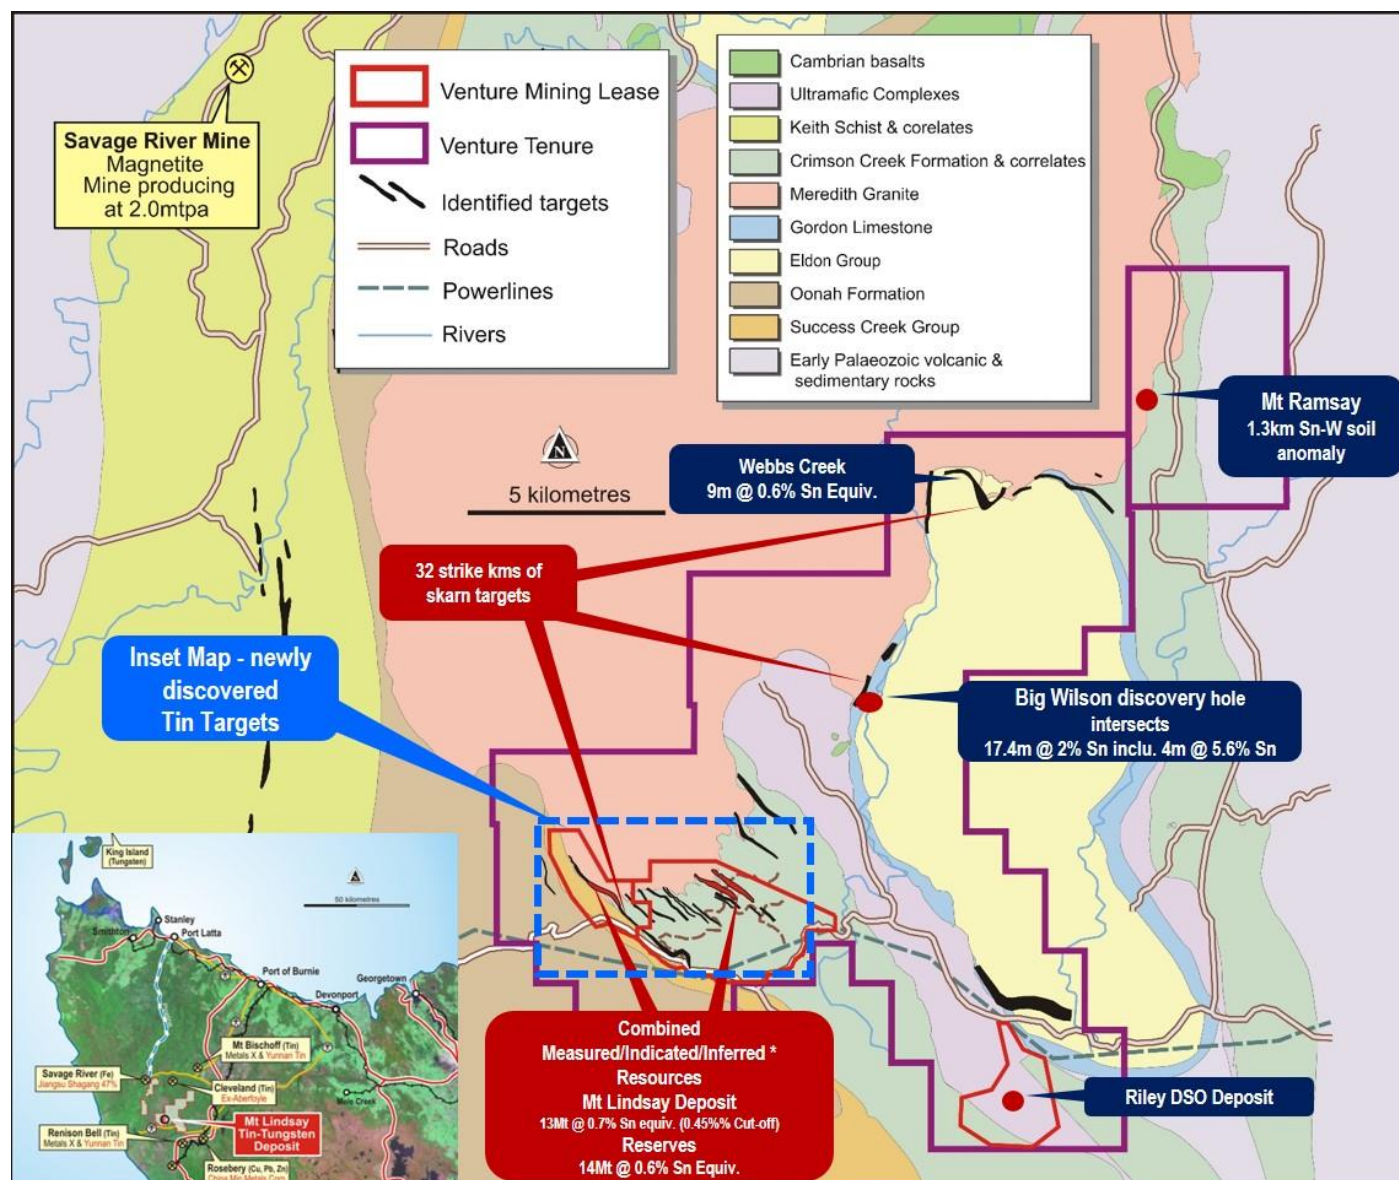 Savage River Mine
Magnetite
Mine producing
at 2.0mtpa
Venture Mining Lease
Venture Tenure
Identified targets
Roads
Powerlines
Rivers
Cambrian basalts
Ultramafic Complexes
Keith Schist & corelates
Crimson Creek Formation & correlates
Meredith Granite
Gordon Limestone
Eldon Group
Oonah Formation
Success Creek Group
Early Palaeozoic volcanic &
sedimentary rocks
Mt Ramsay
1.3km Sn-W soil
anomaly
N
5 kilometres
Webbs Creek
9m @ 0.6% Sn Equiv.
32 strike kms of
skarn targets
Inset Map - newly
discovered
Tin Targets
Big Wilson discovery hole
intersects
17.4m @ 2% Sn inclu. 4m @ 5.6% Sn
Combined
Measured/Indicated/Inferred *
Resources
Mt Lindsay Deposit
13Mt @ 0.7% Sn equiv. (0.45%% Cut-off)
Reserves
14Mt @ 0.6% Sn Equiv.
Riley DSO Deposit
King Island
(Tungsten)
50 kilometres
Stanley
Smithton
Port Latta
Port of Burnie
Georgetown
Devonport
Mt Bischoff (Tin)
Metals X & Yunnan Tin
Savage River (Fe)
Jiangsu Shagang 47%
Cleveland (Tin)
Ex-Aberfoyle
Mole Creek
Mt Lindsay
Tin-Tungsten
Deposit
Renison Bell (Tin)
Metals X & Yunnan Tin
Rosebery (Cu, Pb, Zn)
China Min Metals Corp